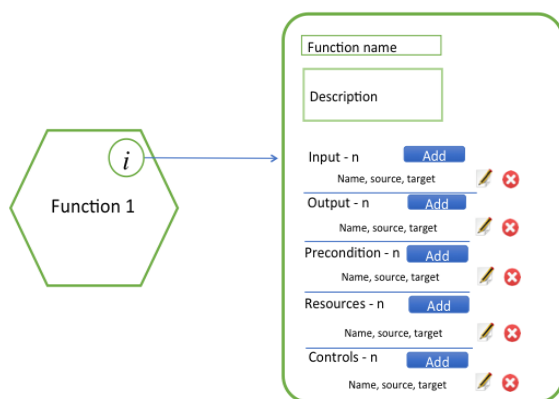 Function name
Description
i
Function 1
Input - n Add
Name, source, target
Output - n Add
Name, source, target
Precondition - n Add
Name, source, target
Resources - n Add
Name, source, target
Controls - n Add
Name, source, target